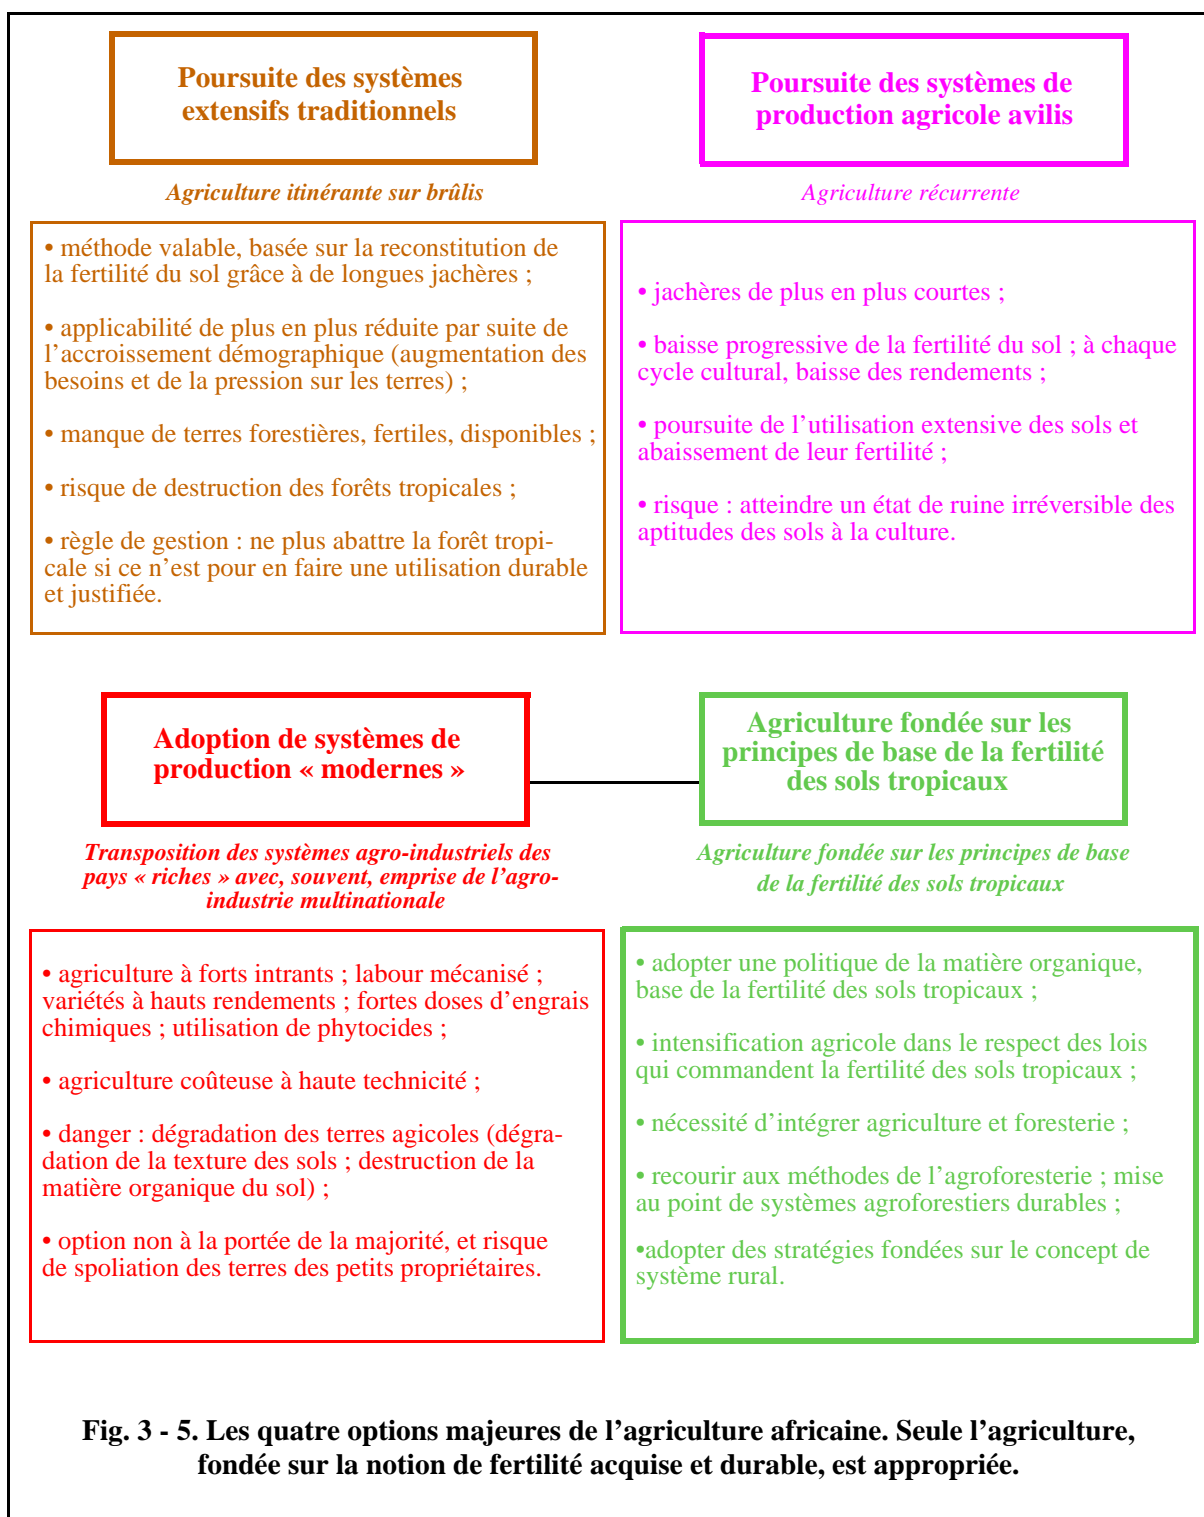 Poursuite des systèmes
extensifs traditionnels
Agriculture itinérante sur brûlis
• méthode valable, basée sur la reconstitution de
la fertilité du sol grâce à de longues jachères ;
• applicabilité de plus en plus réduite par suite de
l’accroissement démographique (augmentation des
besoins et de la pression sur les terres) ;
• manque de terres forestières, fertiles, disponibles ;
• risque de destruction des forêts tropicales ;
• règle de gestion : ne plus abattre la forêt tropi-
cale si ce n’est pour en faire une utilisation durable
et justifiée.
Poursuite des systèmes de
production agricole avilis
Agriculture récurrente
• jachères de plus en plus courtes ;
• baisse progressive de la fertilité du sol ; à chaque
cycle cultural, baisse des rendements ;
• poursuite de l’utilisation extensive des sols et
abaissement de leur fertilité ;
• risque : atteindre un état de ruine irréversible des
aptitudes des sols à la culture.
Adoption de systèmes de
production « modernes »
Transposition des systèmes agro-industriels des
pays « riches » avec, souvent, emprise de l’agro-
industrie multinationale
• agriculture à forts intrants ; labour mécanisé ;
variétés à hauts rendements ; fortes doses d’engrais
chimiques ; utilisation de phytocides ;
• agriculture coûteuse à haute technicité ;
• danger : dégradation des terres agicoles (dégra-
dation de la texture des sols ; destruction de la
matière organique du sol) ;
• option non à la portée de la majorité, et risque
de spoliation des terres des petits propriétaires.
Agriculture fondée sur les
principes de base de la fertilité
des sols tropicaux
Agriculture fondée sur les principes de base
de la fertilité des sols tropicaux
• adopter une politique de la matière organique,
base de la fertilité des sols tropicaux ;
• intensification agricole dans le respect des lois
qui commandent la fertilité des sols tropicaux ;
• nécessité d’intégrer agriculture et foresterie ;
• recourir aux méthodes de l’agroforesterie ; mise
au point de systèmes agroforestiers durables ;
•adopter des stratégies fondées sur le concept de
système rural.
Fig. 3 - 5. Les quatre options majeures de l’agriculture africaine. Seule l’agriculture,
fondée sur la notion de fertilité acquise et durable, est appropriée.